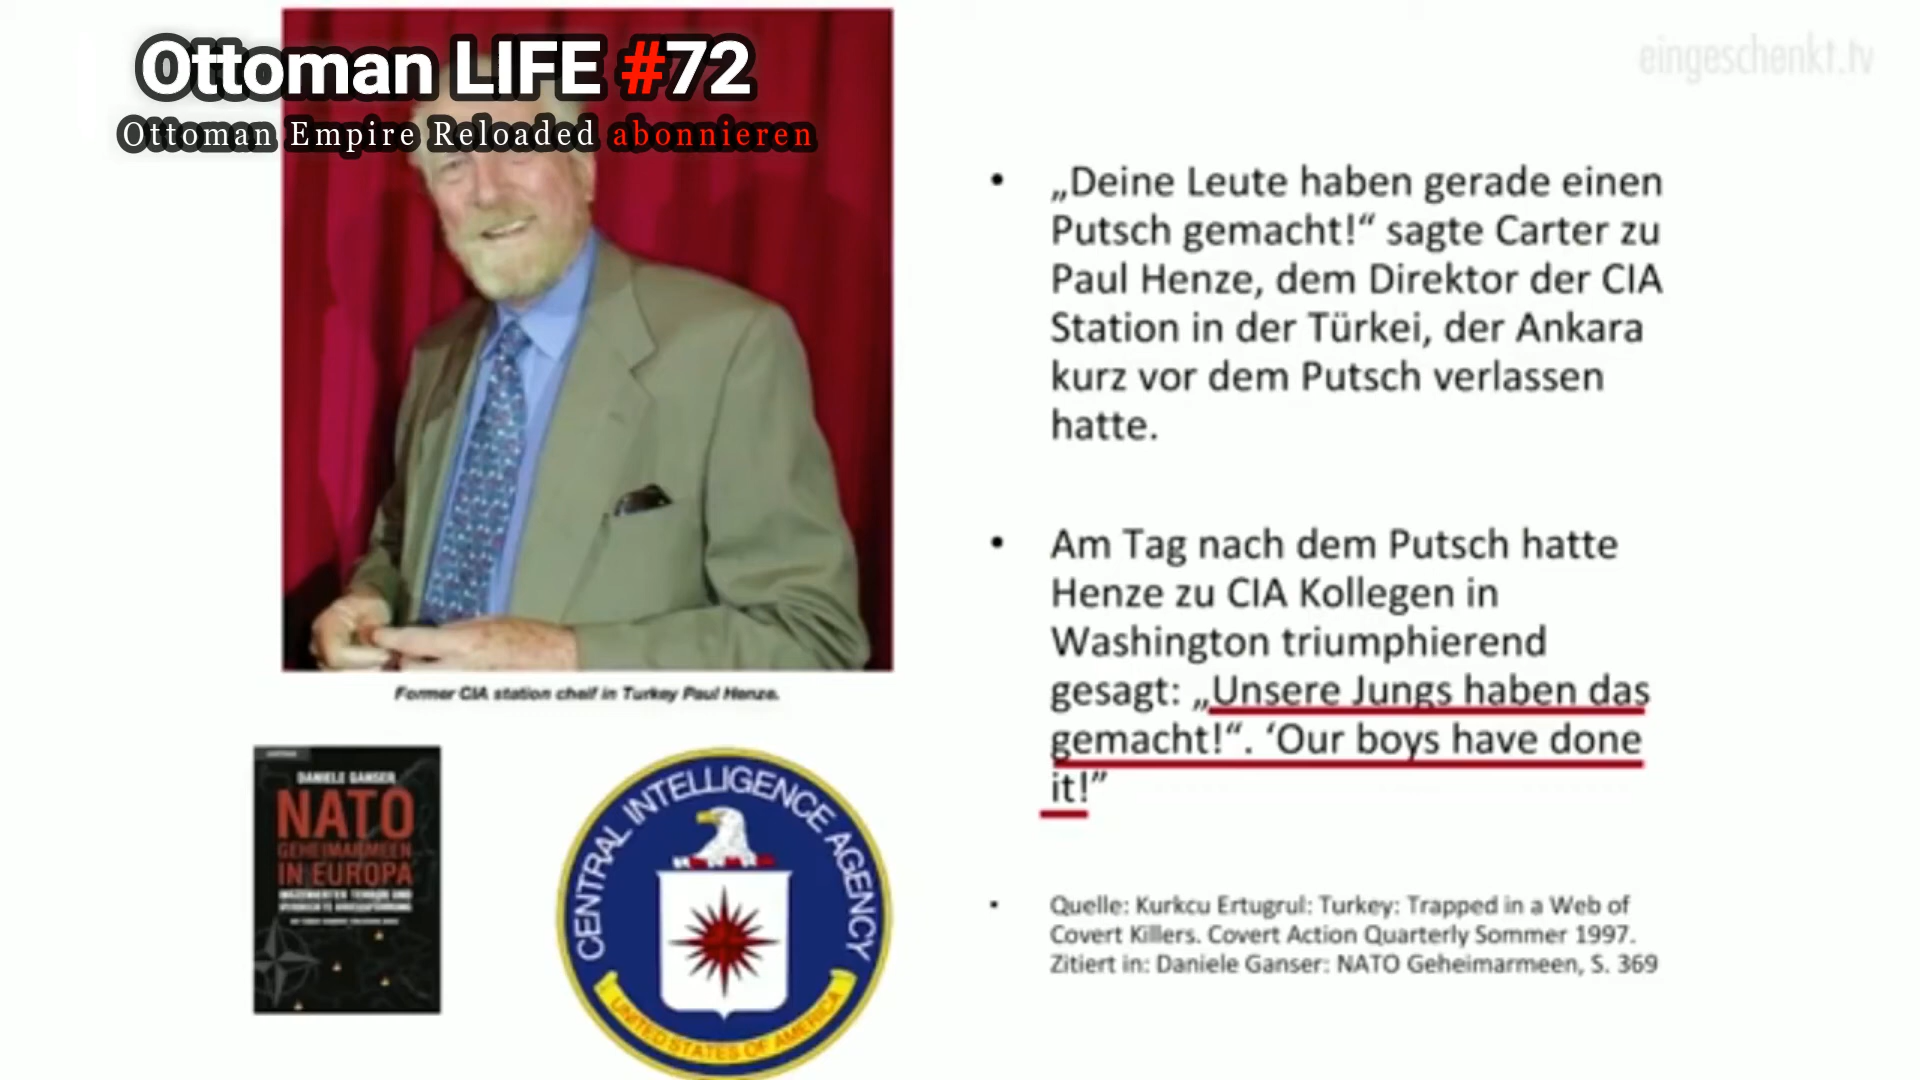 Ottoman LIFE #72
Ottoman Empire Reloaded abonnieren
eingeschenkt.tv
• „Deine Leute haben gerade einen
Putsch gemacht!“ sagte Carter zu
Paul Henze, dem Direktor der CIA
Station in der Türkei, der Ankara
kurz vor dem Putsch verlassen
hatte.
• Am Tag nach dem Putsch hatte
Henze zu CIA Kollegen in
Washington triumphierend
gesagt: „Unsere Jungs haben das
gemacht!“. ‘Our boys have done
it!”
• Quelle: Kurkcu Ertugrul: Turkey: Trapped in a Web of
Covert Killers. Covert Action Quarterly Sommer 1997.
Zitiert in: Daniele Ganser: NATO Geheimarmeen, S. 369
Former CIA station cheif in Turkey Paul Henze.
DANIELE GANSER
NATO
GEHEIMARMEEN
IN EUROPA
INSZENIERTER TERROR UND
VERDECKTE KRIEGSFÜHRUNG
CENTRAL INTELLIGENCE AGENCY
UNITED STATES OF AMERICA